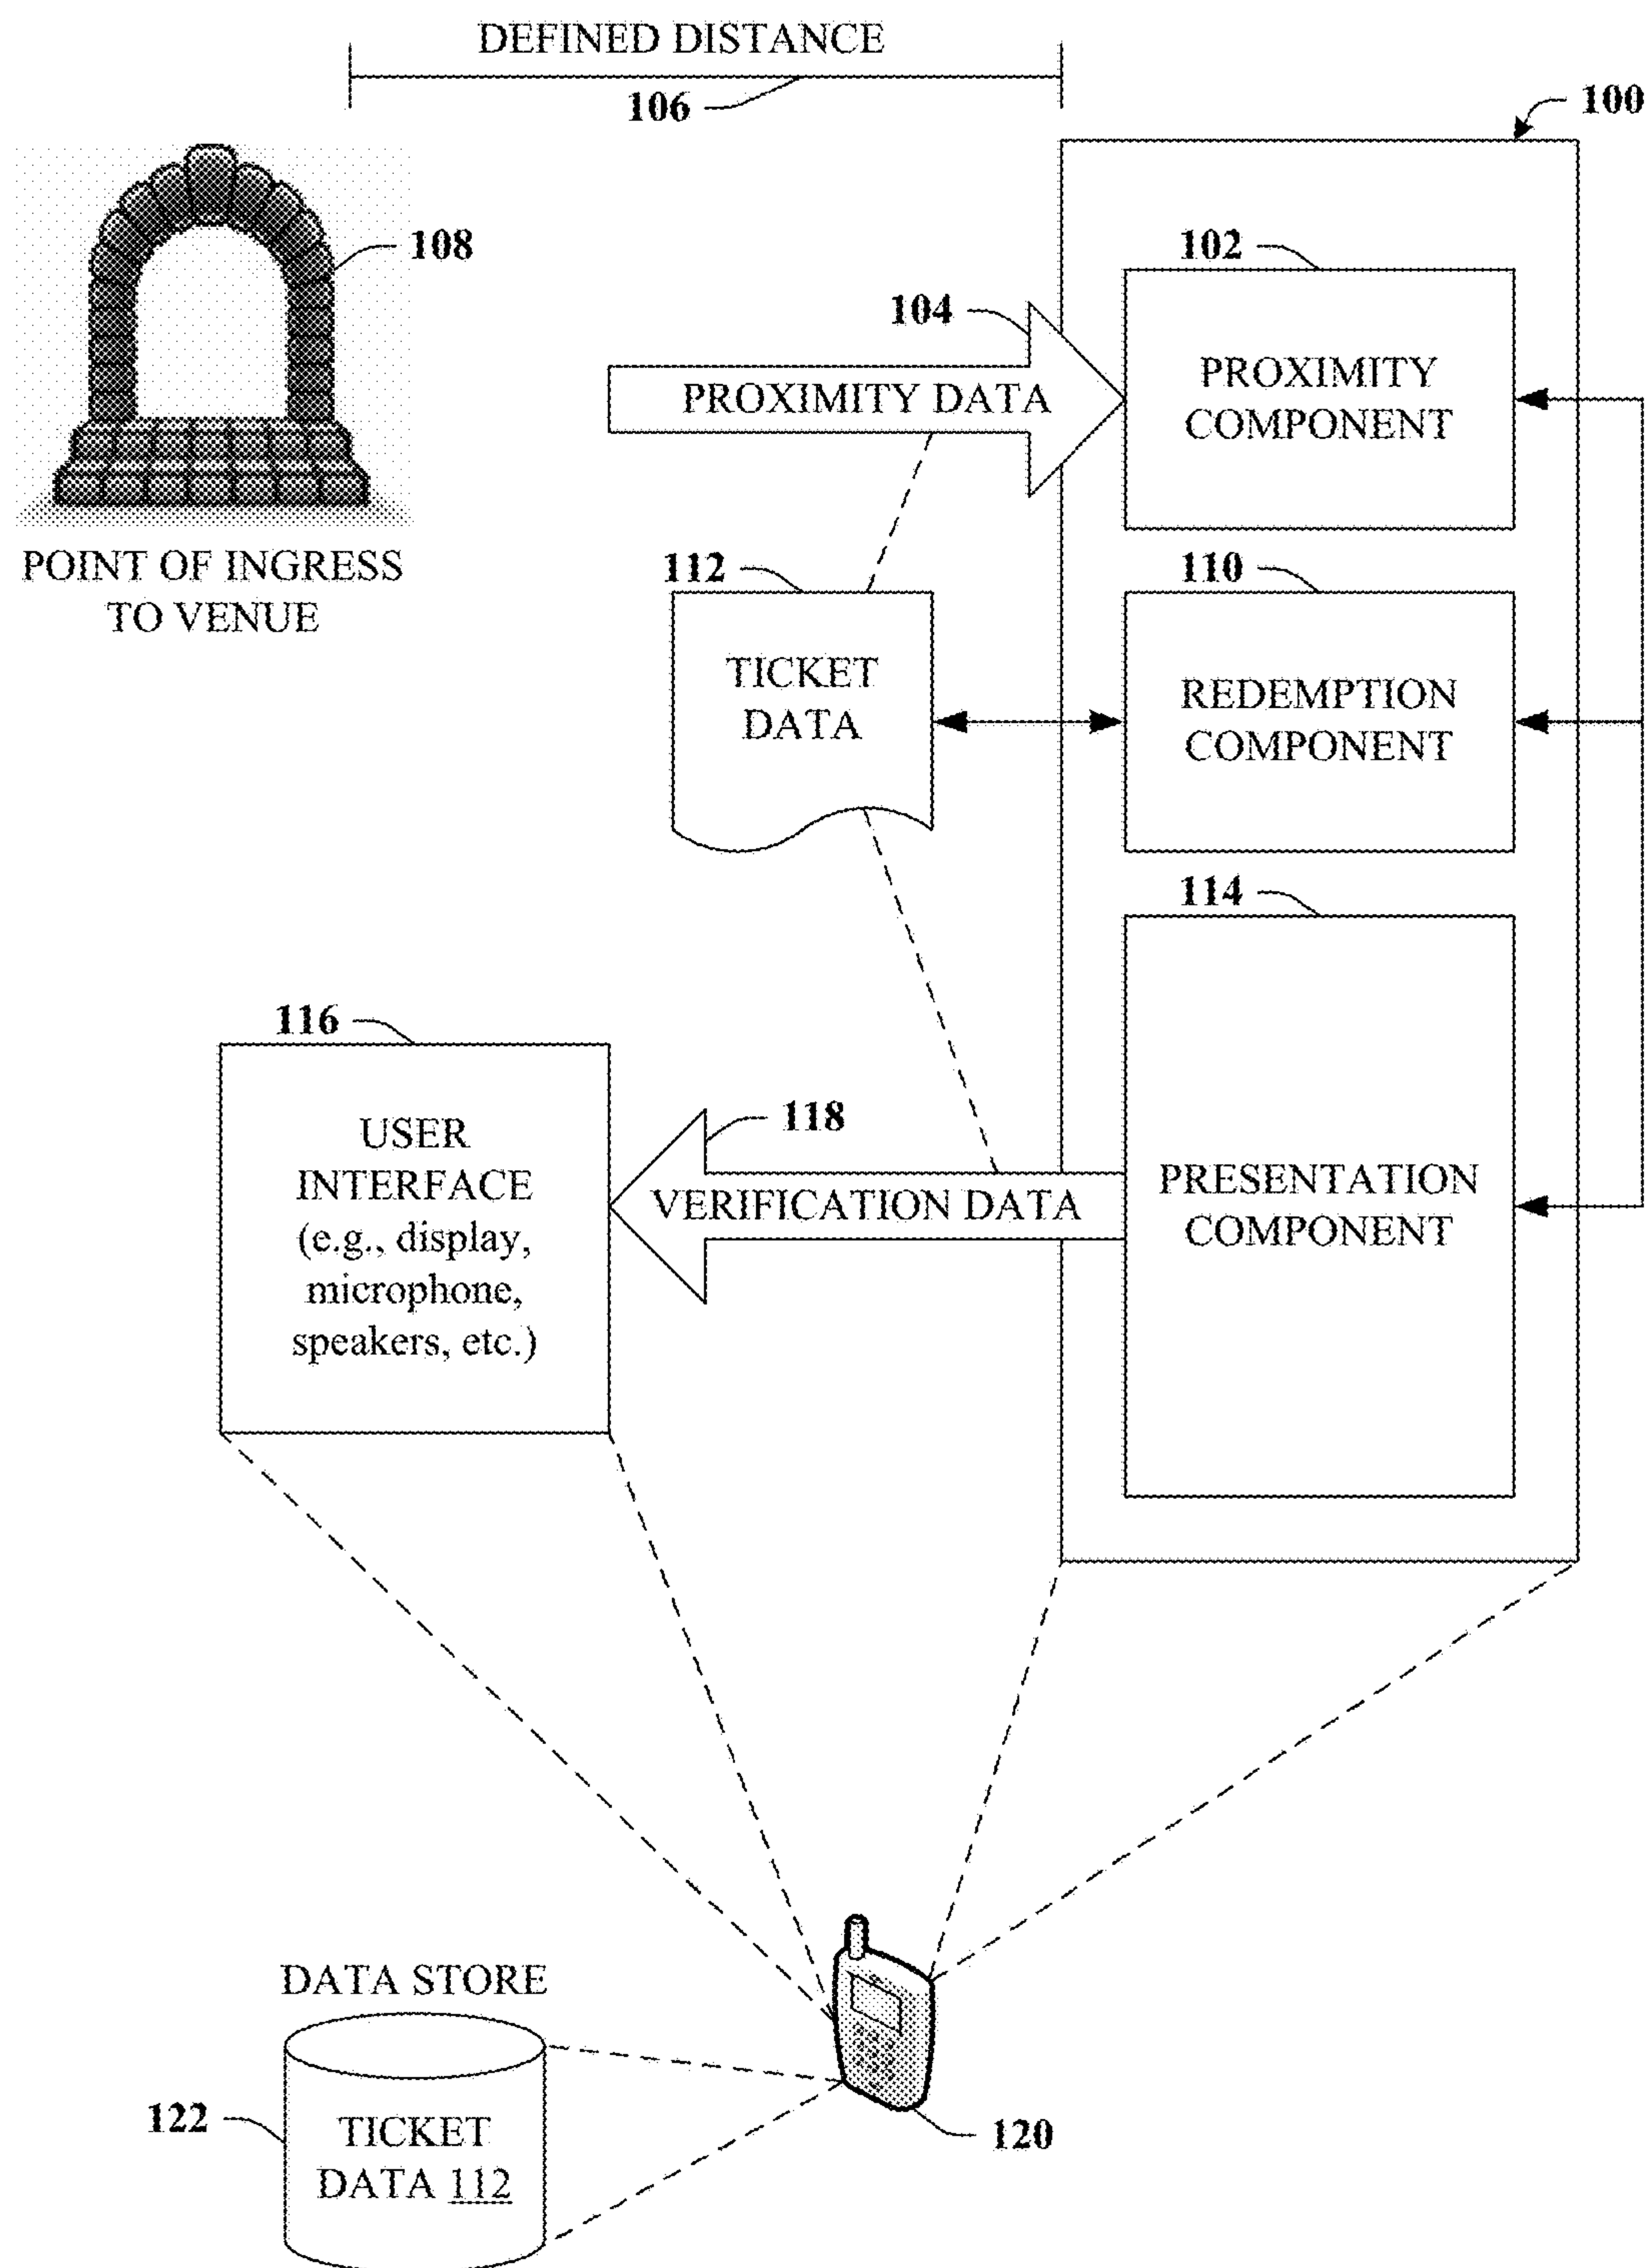 DEFINED DISTANCE
106
100
108
102
104
PROXIMITY DATA
PROXIMITY
COMPONENT
POINT OF INGRESS
TO VENUE
112
110
TICKET
DATA
REDEMPTION
COMPONENT
114
116
118
USER
INTERFACE
(e.g., display,
microphone,
speakers, etc.)
VERIFICATION DATA
PRESENTATION
COMPONENT
DATA STORE
122
TICKET
DATA 112
120